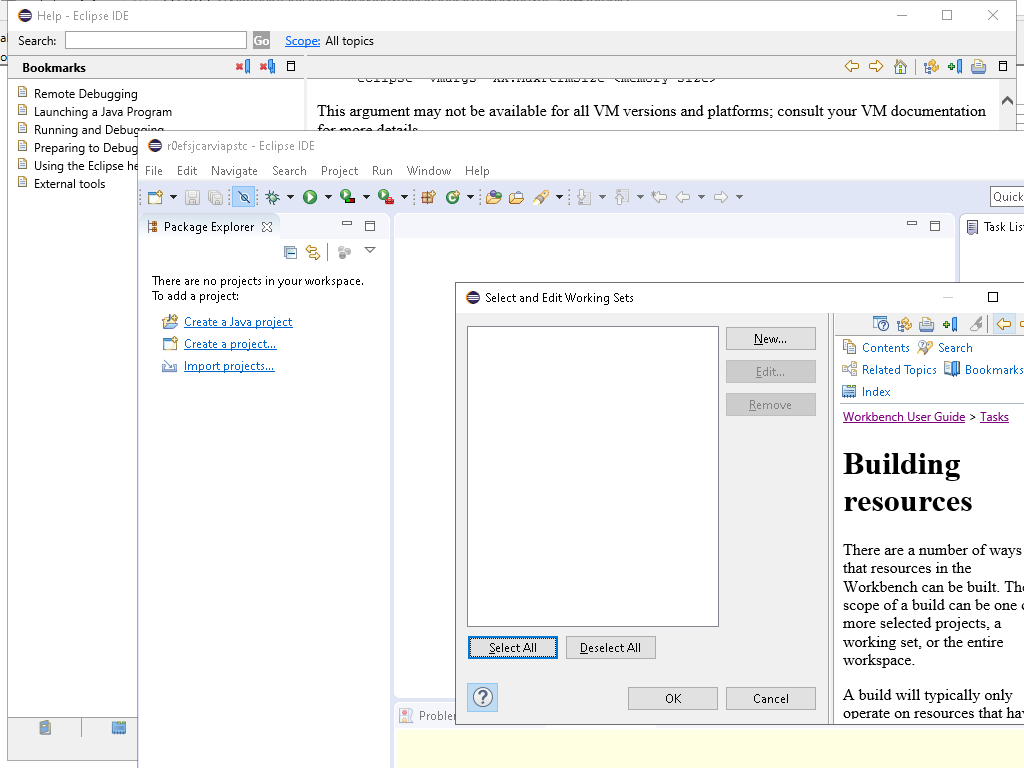 Help - Eclipse IDE
Search:
Go
Scope: All topics
Bookmarks
Remote Debugging
Launching a Java Program
Running and Debugging
Preparing to Debug
Using the Eclipse he
External tools
This argument may not be available for all VM versions and platforms; consult your VM documentation
for more details.
r0efsjcarviapstc - Eclipse IDE
File Edit Navigate Search Project Run Window Help
Quick
Package Explorer
Task List
There are no projects in your workspace.
To add a project:
Create a Java project
Create a project...
Import projects...
Select and Edit Working Sets
New...
Edit...
Remove
Select All
Deselect All
OK
Cancel
Contents
Search
Related Topics
Bookmarks
Index
Workbench User Guide > Tasks
Building
resources
There are a number of ways
that resources in the
Workbench can be built. The
scope of a build can be one o
more selected projects, a
working set, or the entire
workspace.
A build will typically only
operate on resources that hav
Problem